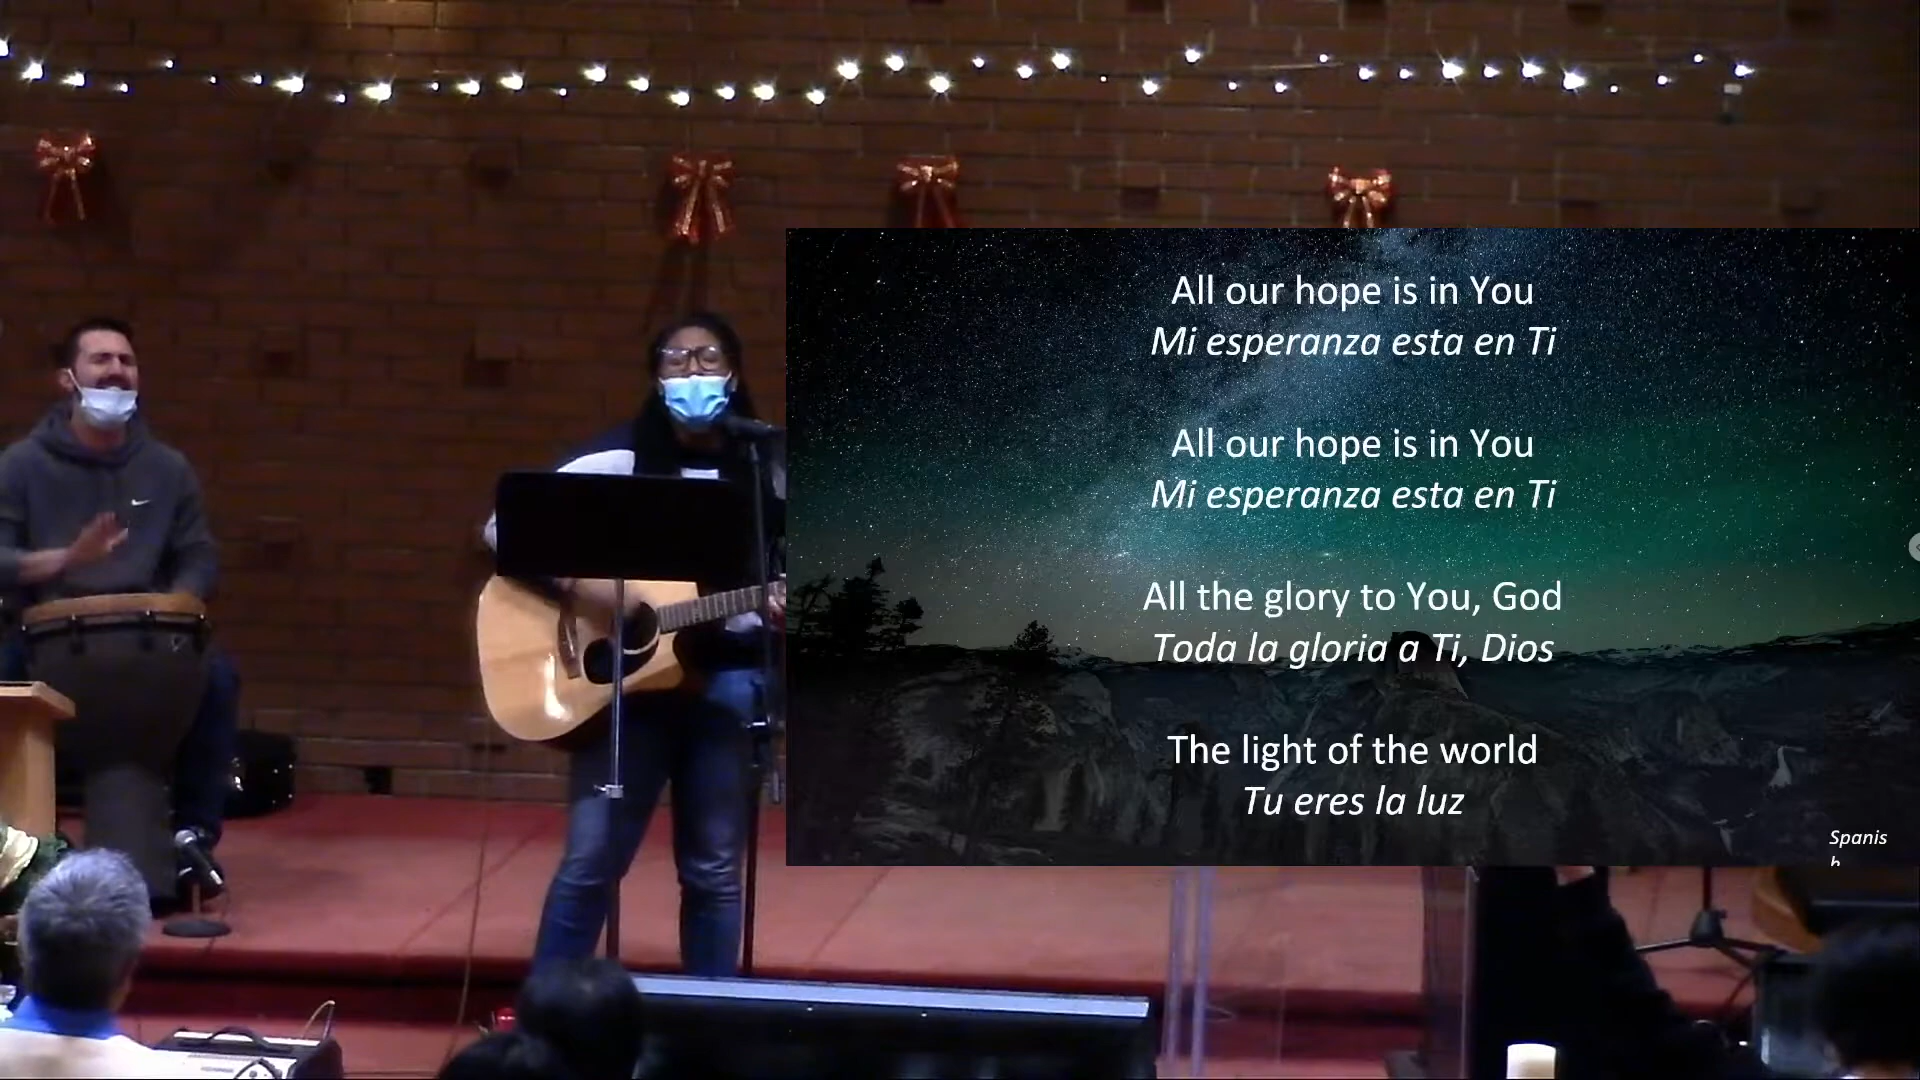 All our hope is in You
Mi esperanza esta en Ti
All our hope is in You
Mi esperanza esta en Ti
All the glory to You, God
Toda la gloria a Ti, Dios
The light of the world
Tu eres la luz
Spanis
h